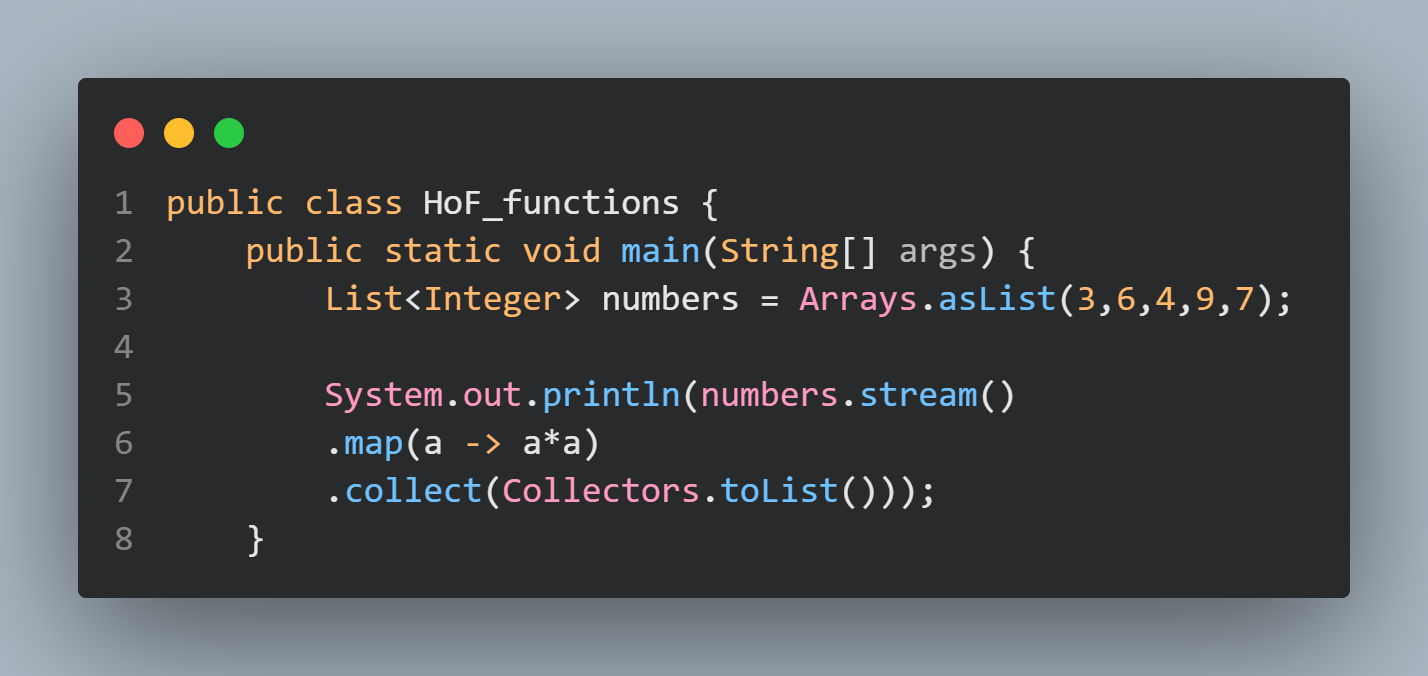 1 public class HoF_functions {
2     public static void main(String[] args) {
3         List<Integer> numbers = Arrays.asList(3,6,4,9,7);
4
5         System.out.println(numbers.stream()
6         .map(a -> a*a)
7         .collect(Collectors.toList()));
8     }